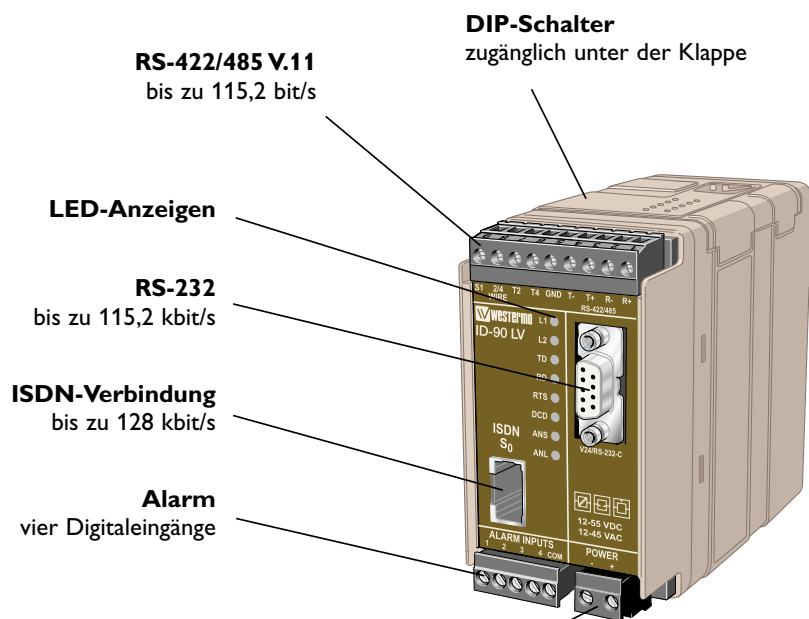 DIP-Schalter
zugänglich unter der Klappe
RS-422/485 V.11
bis zu 115,2 bit/s
LED-Anzeigen
RS-232
bis zu 115,2 kbit/s
ISDN-Verbindung
bis zu 128 kbit/s
Alarm
vier Digitaleingänge
S1 2/4 T2 T4 GND T- T+ R- R+
WIRE
RS-422/485
Westermo
ID-90 LV
L1
L2
TD
RD
RTS
DCD
ANS
ANL
V24/RS-232-C
ISDN
S0
12-55 VDC
12-45 VAC
ALARM INPUTS
1 2 3 4 COM
POWER
- +